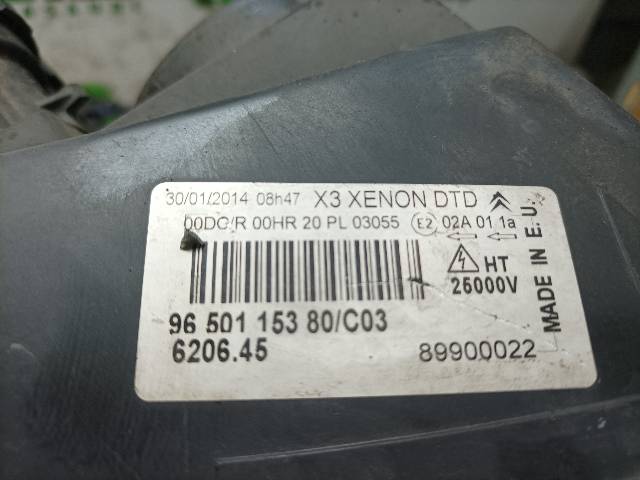 30/01/2014 08h47 X3 XENON DTD
00DC/R 00HR 20 PL 03055 E2 02A 01 1a
HT
25000V
MADE IN E.U.
96 501 153 80/C03
6206.45
89900022